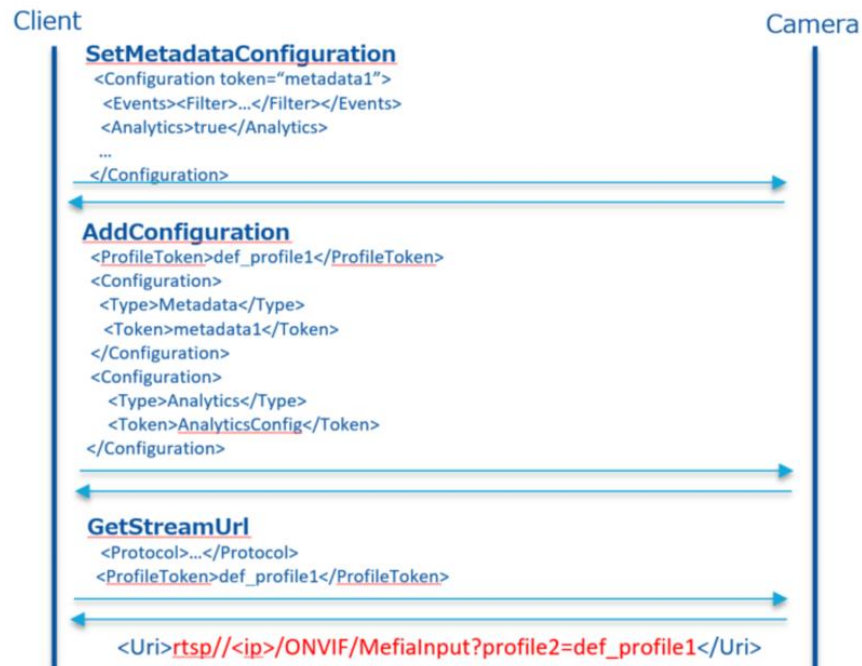 Client
Camera
SetMetadataConfiguration
<Configuration token=“metadata1”>
<Events><Filter>…</Filter></Events>
<Analytics>true</Analytics>
…
</Configuration>
AddConfiguration
<ProfileToken>def_profile1</ProfileToken>
<Configuration>
<Type>Metadata</Type>
<Token>metadata1</Token>
</Configuration>
<Configuration>
<Type>Analytics</Type>
<Token>AnalyticsConfig</Token>
</Configuration>
GetStreamUrl
<Protocol>…</Protocol>
<ProfileToken>def_profile1</ProfileToken>
<Uri>rtsp//<ip>/ONVIF/MefiaInput?profile2=def_profile1</Uri>